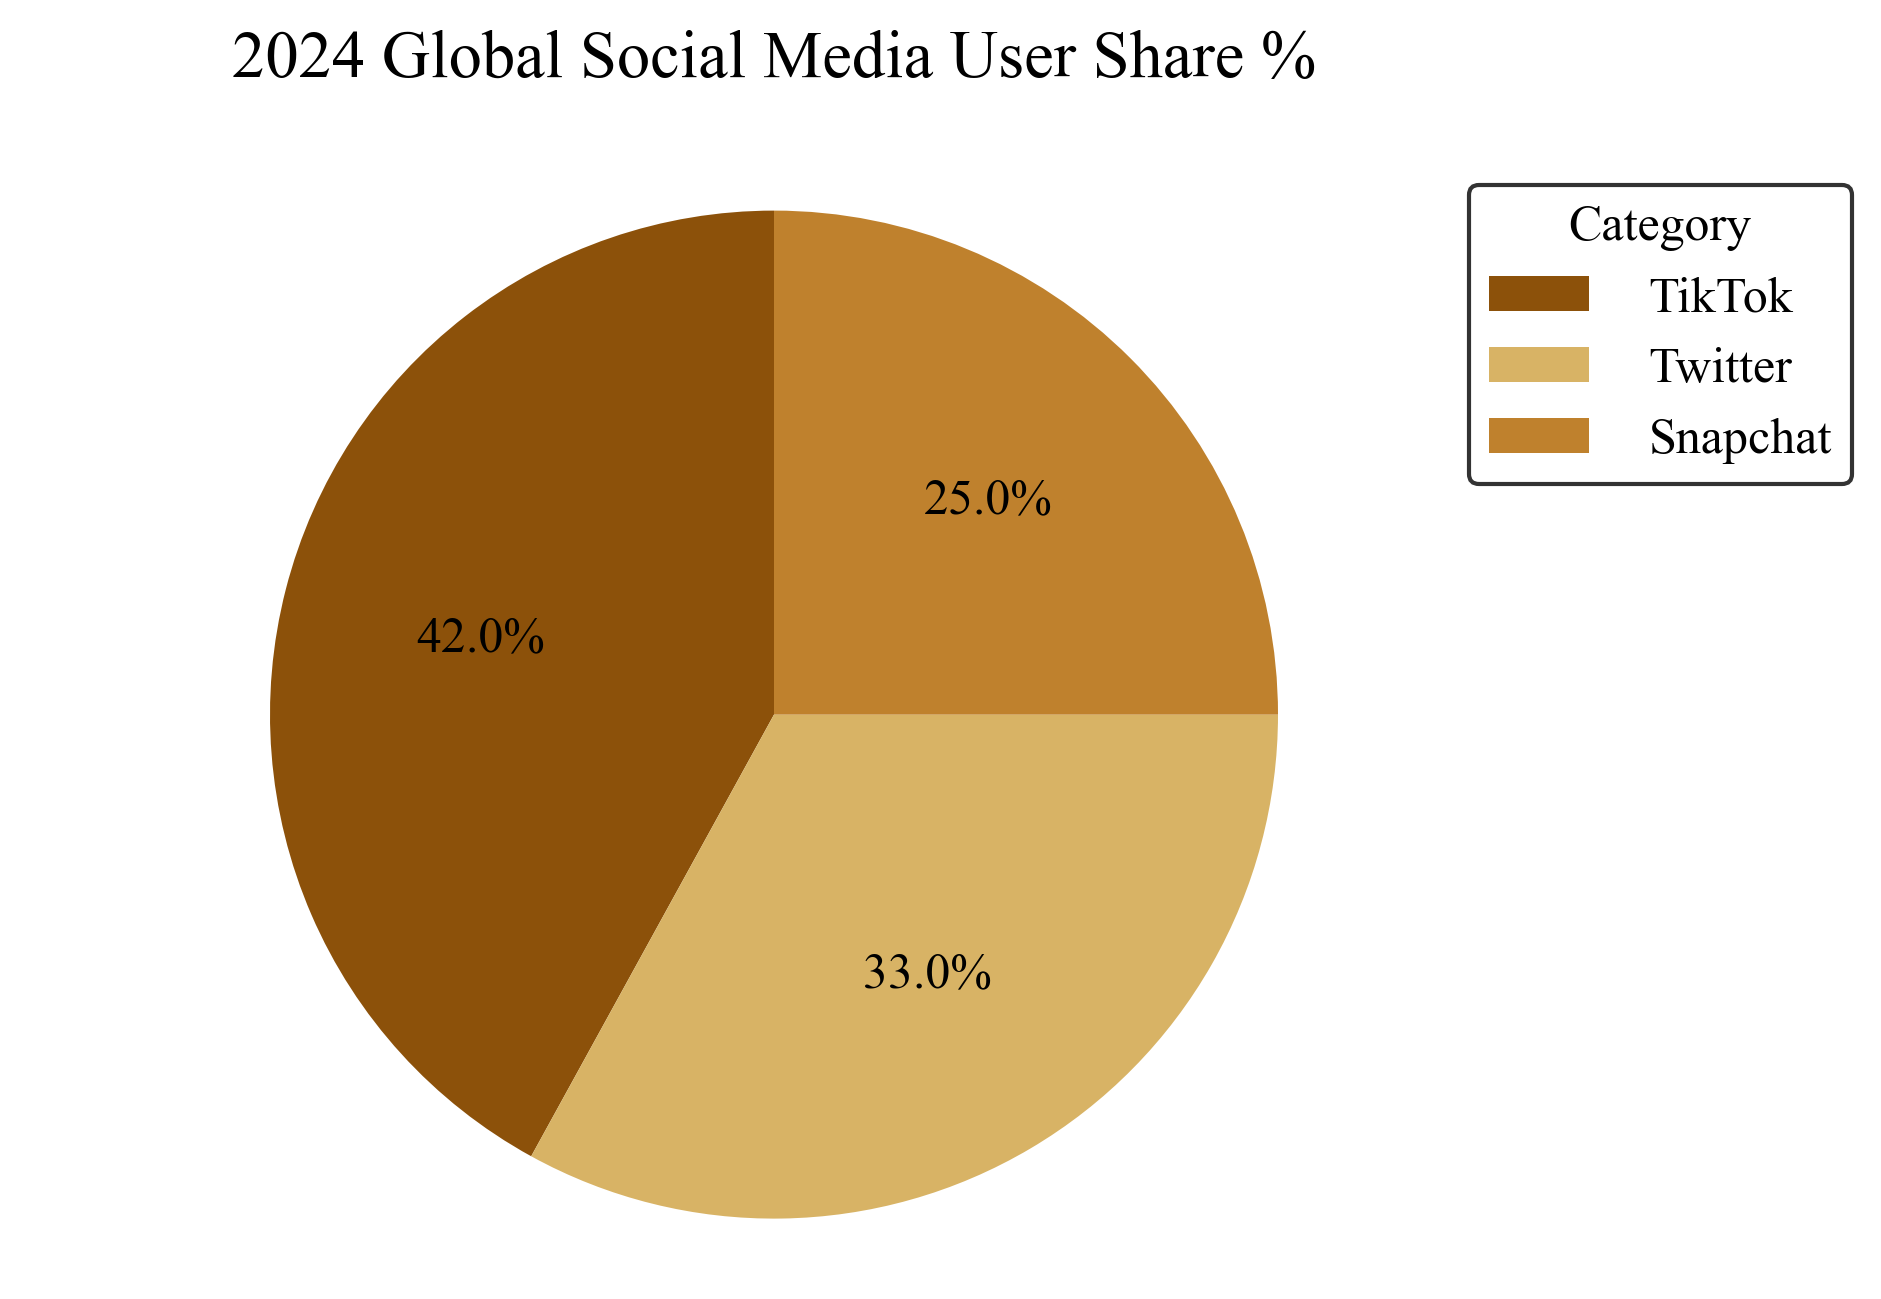 2024 Global Social Media User Share %
Category
TikTok
Twitter
Snapchat
25.0%
42.0%
33.0%